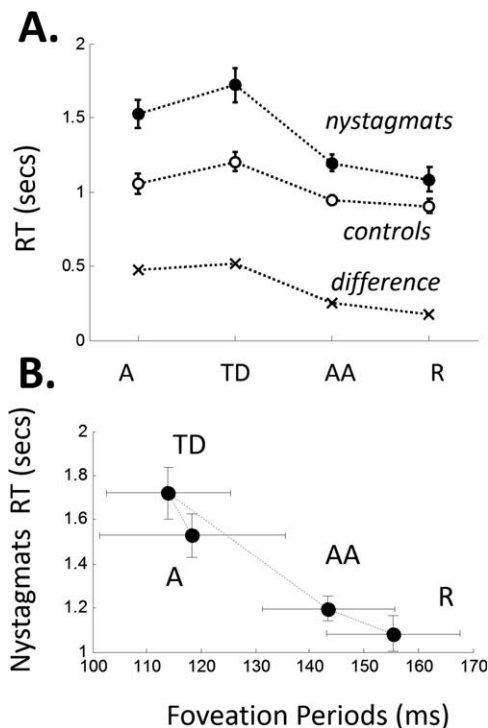 A.
2
1.5
1
0.5
0
RT (secs)
nystagmats
controls
difference
A TD AA R
B.
2
1.8
1.6
1.4
1.2
1
Nystagmats RT (secs)
TD
A
AA
R
100 110 120 130 140 150 160 170
Foveation Periods (ms)